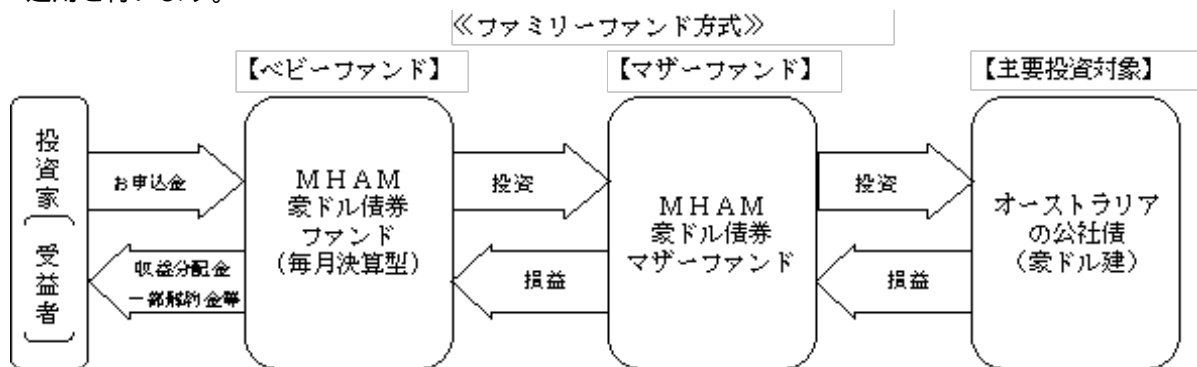 運用を行います。
≪ファミリーファンド方式≫
【ベビーファンド】
【マザーファンド】
【主要投資対象】
投資家
受益者
お申込金
収益分配金
一部解約金等
MHAM
豪ドル債券
ファンド
(毎月決算型)
投資
損益
MHAM
豪ドル債券
マザーファンド
投資
損益
オーストラリア
の公社債
(豪ドル建)